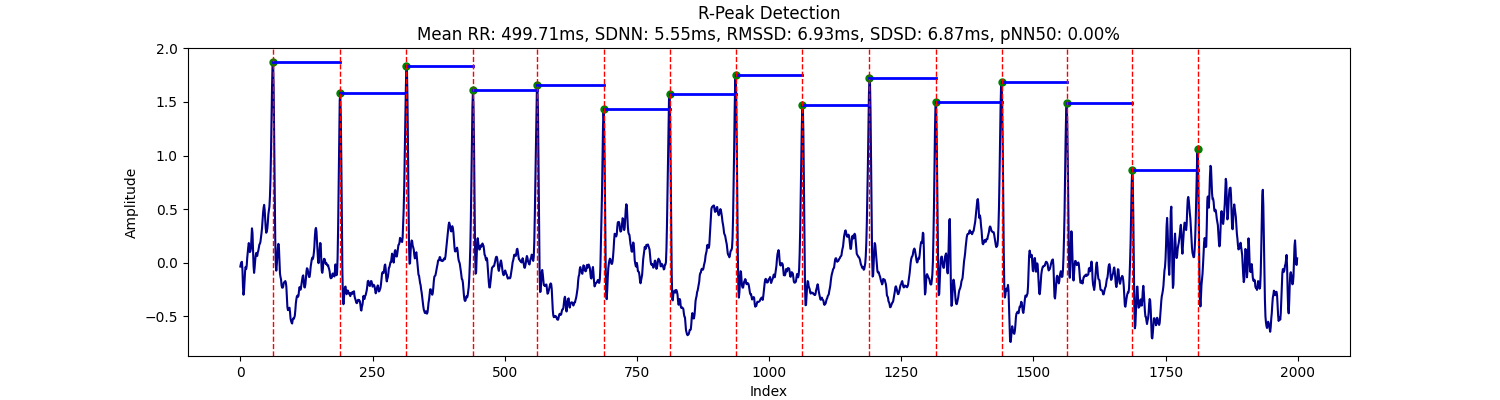 R-Peak Detection
Mean RR: 499.71ms, SDNN: 5.55ms, RMSSD: 6.93ms, SDSD: 6.87ms, pNN50: 0.00%
2.0
1.5
1.0
0.5
0.0
−0.5
Amplitude
0 250 500 750 1000 1250 1500 1750 2000
Index